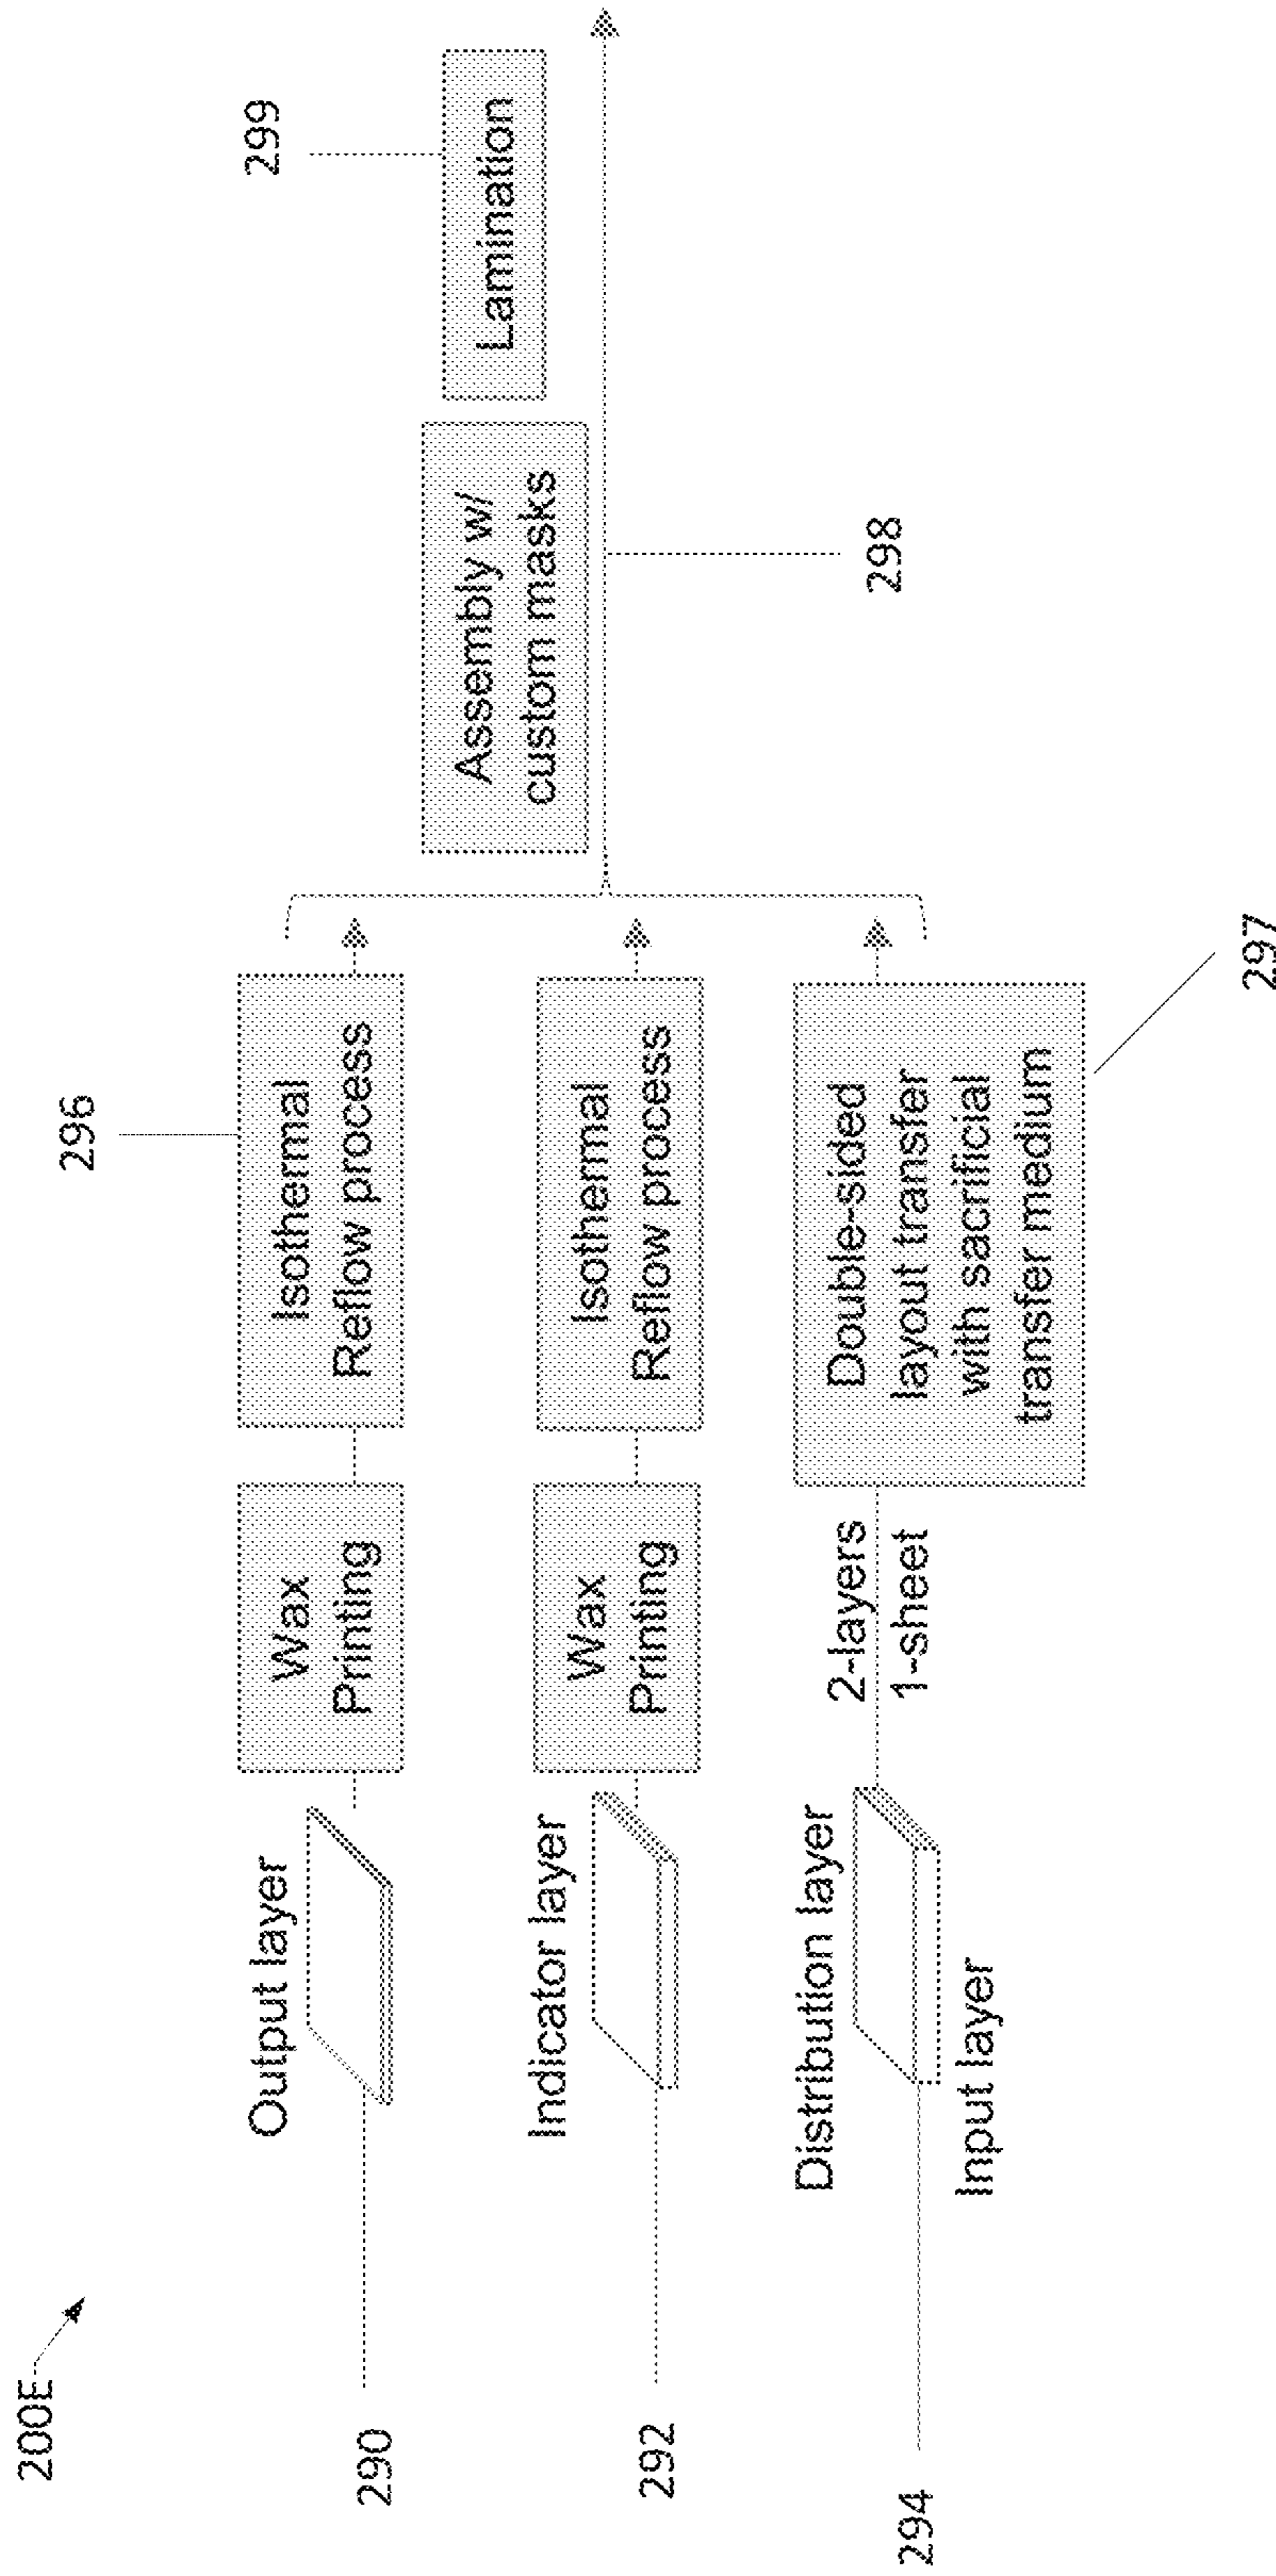 200E
290
Output layer
Wax
Printing
Isothermal
Reflow process
296
292
Indicator layer
Wax
Printing
Isothermal
Reflow process
294
Distribution layer
Input layer
2-layers
1-sheet
Double-sided
layout transfer
with sacrificial
transfer medium
297
Assembly w/
custom masks
298
Lamination
299